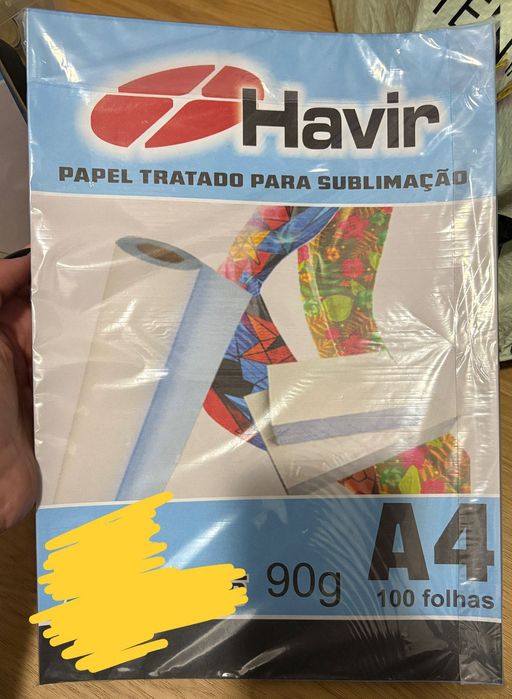 Havir
PAPEL TRATADO PARA SUBLIMAÇÃO
A4
90g
100 folhas